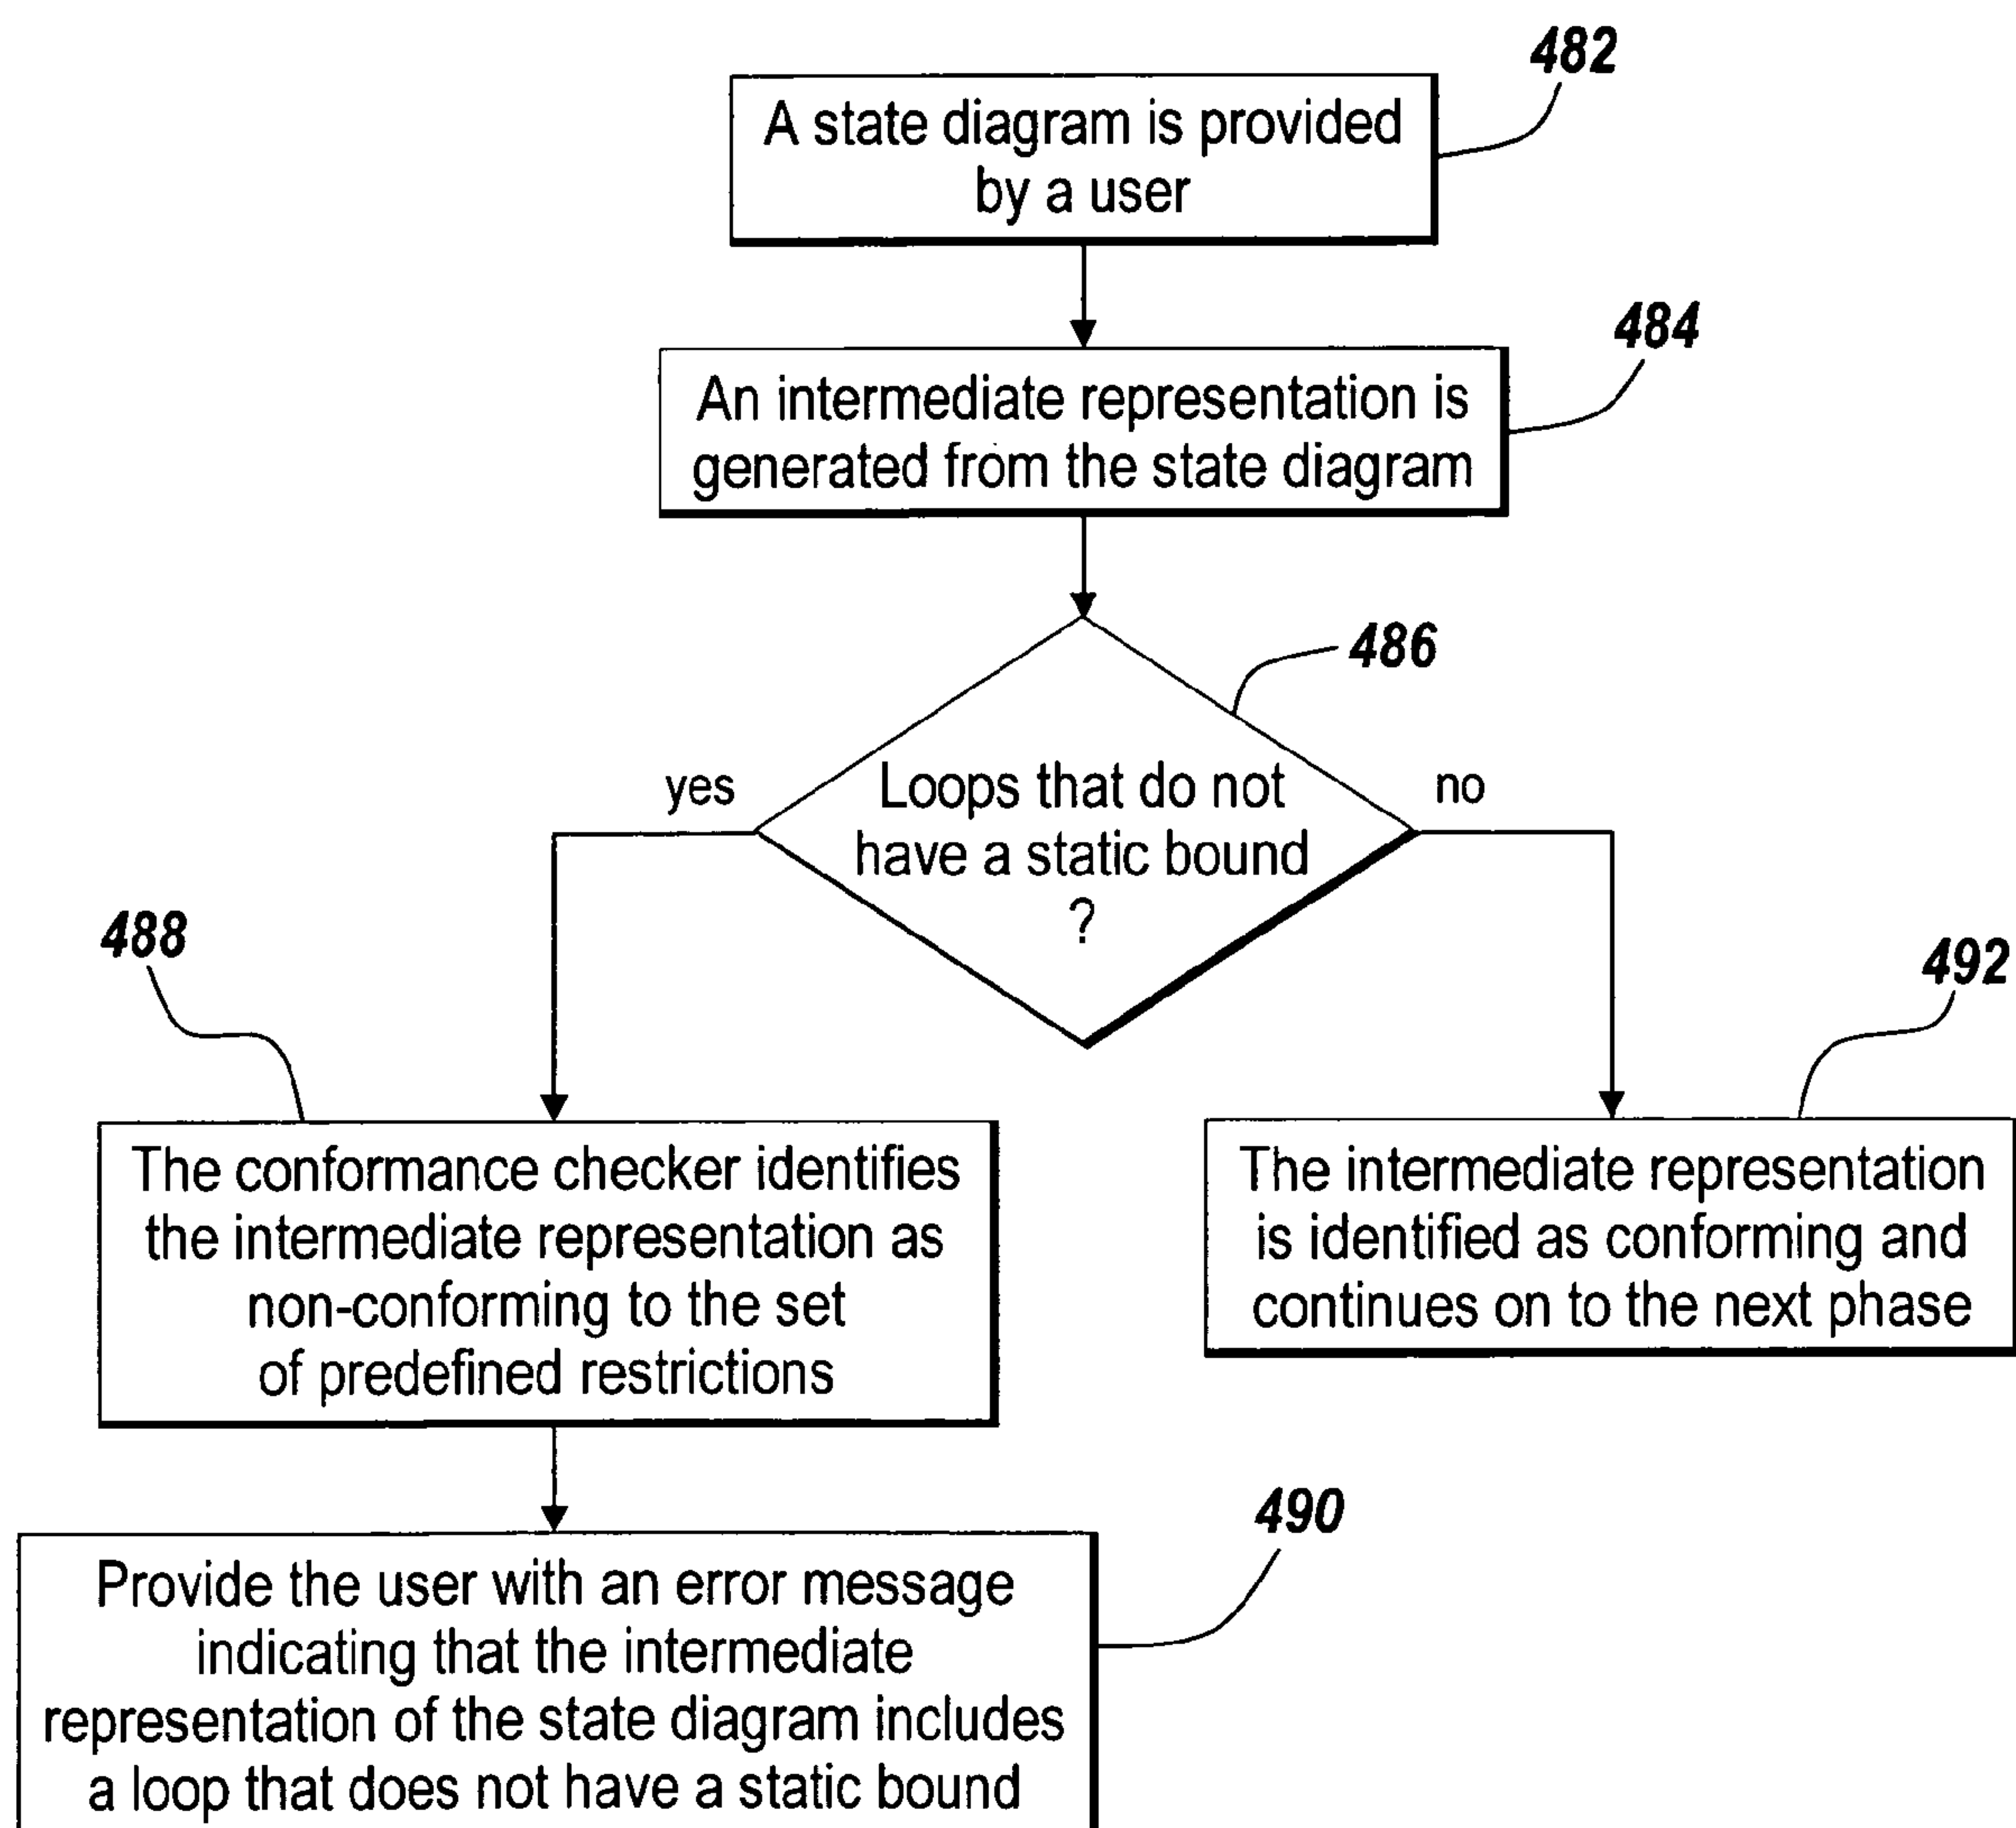 482
A state diagram is provided
by a user
484
An intermediate representation is
generated from the state diagram
486
yes
Loops that do not
have a static bound
?
no
488
492
The conformance checker identifies
the intermediate representation as
non-conforming to the set
of predefined restrictions
The intermediate representation
is identified as conforming and
continues on to the next phase
490
Provide the user with an error message
indicating that the intermediate
representation of the state diagram includes
a loop that does not have a static bound